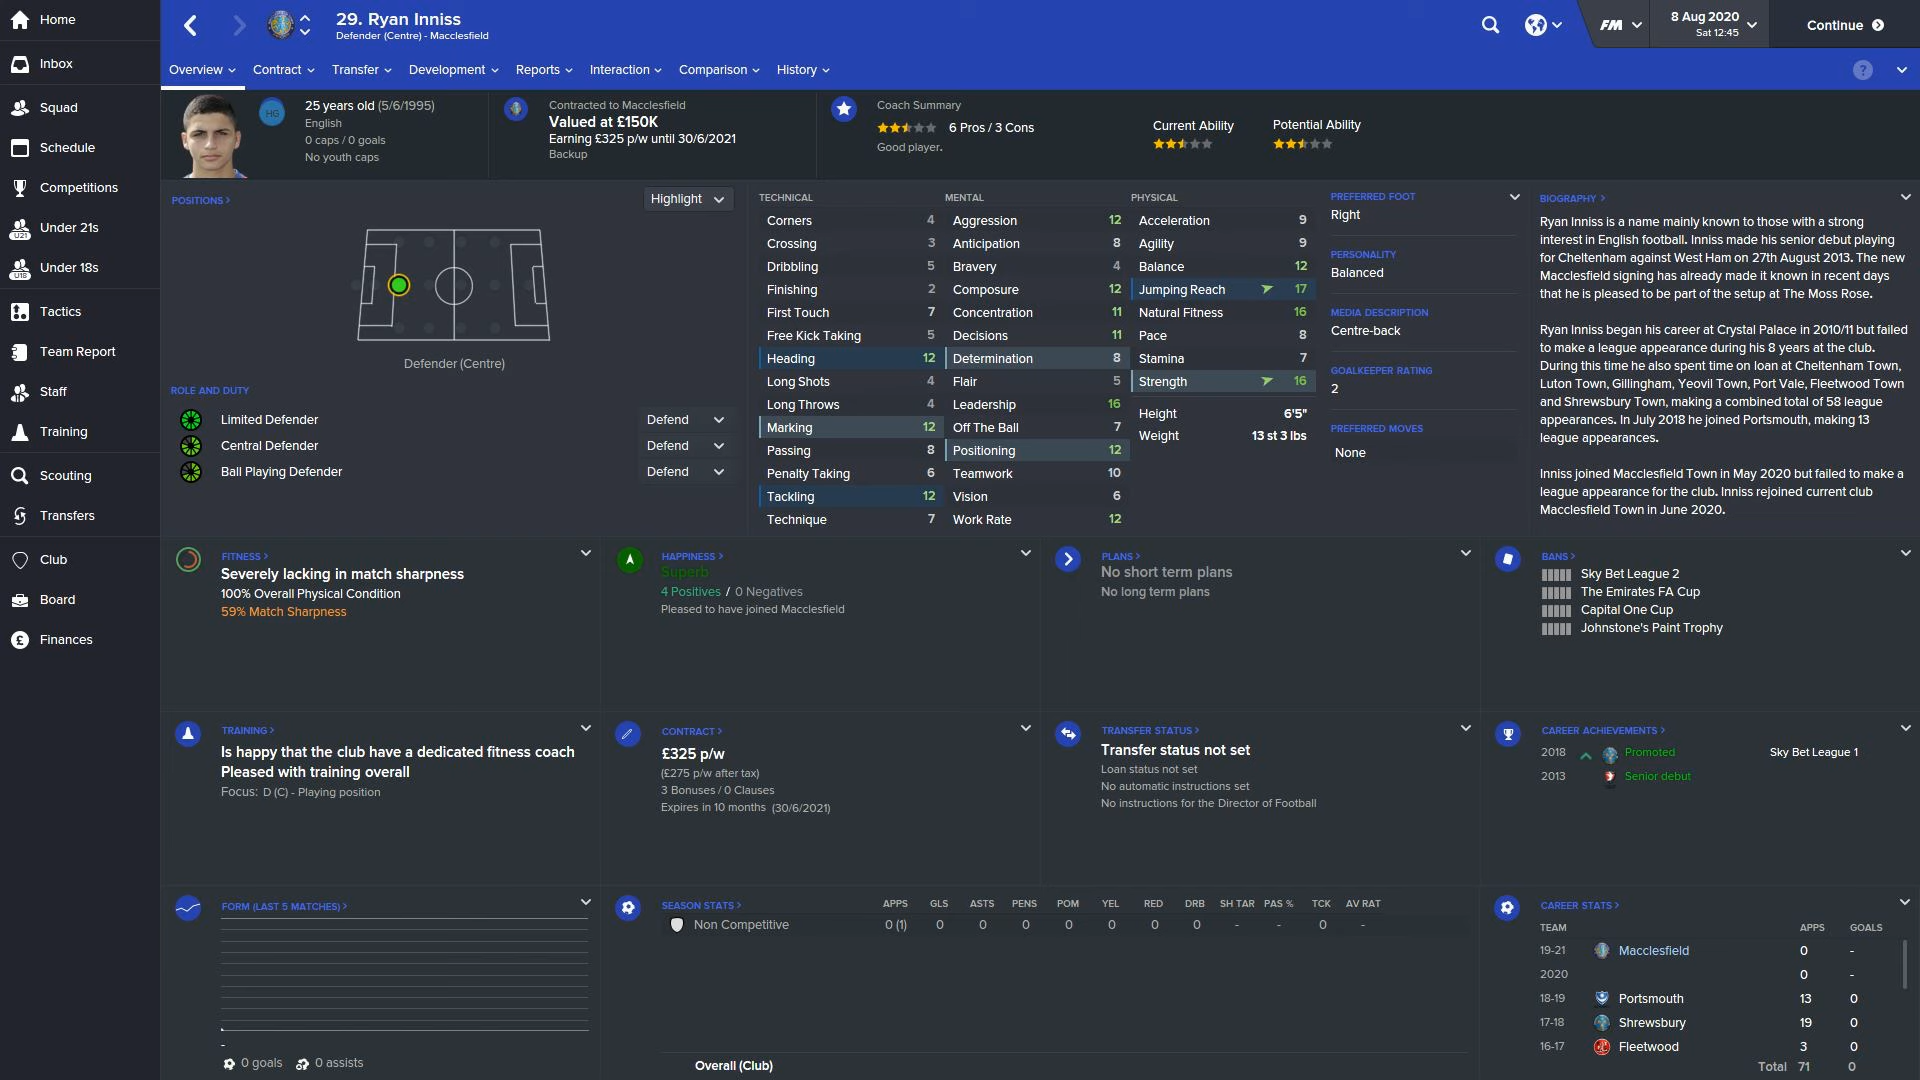 Home
Inbox
Squad
Schedule
Competitions
Under 21s
U21
Under 18s
U18
Tactics
Team Report
Staff
Training
Scouting
Transfers
Club
Board
Finances
29. Ryan Inniss
Defender (Centre) - Macclesfield
FM
8 Aug 2020
Sat 12:45
Continue
Overview Contract Transfer Development Reports Interaction Comparison History
?
HG
25 years old (5/6/1995)
English
0 caps / 0 goals
No youth caps
Contracted to Macclesfield
Valued at £150K
Earning £325 p/w until 30/6/2021
Backup
Coach Summary
6 Pros / 3 Cons
Good player.
Current Ability
Potential Ability
POSITIONS >
Highlight
Defender (Centre)
ROLE AND DUTY
Limited Defender Defend
Central Defender Defend
Ball Playing Defender Defend
TECHNICAL
Corners 4
Crossing 3
Dribbling 5
Finishing 2
First Touch 7
Free Kick Taking 5
Heading 12
Long Shots 4
Long Throws 4
Marking 12
Passing 8
Penalty Taking 6
Tackling 12
Technique 7
MENTAL
Aggression 12
Anticipation 8
Bravery 4
Composure 12
Concentration 11
Decisions 11
Determination 8
Flair 5
Leadership 16
Off The Ball 7
Positioning 12
Teamwork 10
Vision 6
Work Rate 12
PHYSICAL
Acceleration 9
Agility 9
Balance 12
Jumping Reach 17
Natural Fitness 16
Pace 8
Stamina 7
Strength 16
Height 6'5"
Weight 13 st 3 lbs
PREFERRED FOOT
Right
PERSONALITY
Balanced
MEDIA DESCRIPTION
Centre-back
GOALKEEPER RATING
2
PREFERRED MOVES
None
BIOGRAPHY >
Ryan Inniss is a name mainly known to those with a strong
interest in English football. Inniss made his senior debut playing
for Cheltenham against West Ham on 27th August 2013. The new
Macclesfield signing has already made it known in recent days
that he is pleased to be part of the setup at The Moss Rose.
Ryan Inniss began his career at Crystal Palace in 2010/11 but failed
to make a league appearance during his 8 years at the club.
During this time he also spent time on loan at Cheltenham Town,
Luton Town, Gillingham, Yeovil Town, Port Vale, Fleetwood Town
and Shrewsbury Town, making a combined total of 58 league
appearances. In July 2018 he joined Portsmouth, making 13
league appearances.
Inniss joined Macclesfield Town in May 2020 but failed to make a
league appearance for the club. Inniss rejoined current club
Macclesfield Town in June 2020.
FITNESS >
Severely lacking in match sharpness
100% Overall Physical Condition
59% Match Sharpness
HAPPINESS >
Superb
4 Positives / 0 Negatives
Pleased to have joined Macclesfield
PLANS >
No short term plans
No long term plans
BANS >
Sky Bet League 2
The Emirates FA Cup
Capital One Cup
Johnstone's Paint Trophy
TRAINING >
Is happy that the club have a dedicated fitness coach
Pleased with training overall
Focus: D (C) - Playing position
CONTRACT >
£325 p/w
(£275 p/w after tax)
3 Bonuses / 0 Clauses
Expires in 10 months (30/6/2021)
TRANSFER STATUS >
Transfer status not set
Loan status not set
No automatic instructions set
No instructions for the Director of Football
CAREER ACHIEVEMENTS >
2018 Promoted Sky Bet League 1
2013 Senior debut
FORM (LAST 5 MATCHES) >
-
0 goals 0 assists
SEASON STATS > APPS GLS ASTS PENS POM YEL RED DRB SH TAR PAS % TCK AV RAT
Non Competitive 0 (1) 0 0 0 0 0 0 0 - - 0 -
Overall (Club)
CAREER STATS >
TEAM APPS GOALS
19-21 Macclesfield 0 -
2020 0 -
18-19 Portsmouth 13 0
17-18 Shrewsbury 19 0
16-17 Fleetwood 3 0
Total 71 0